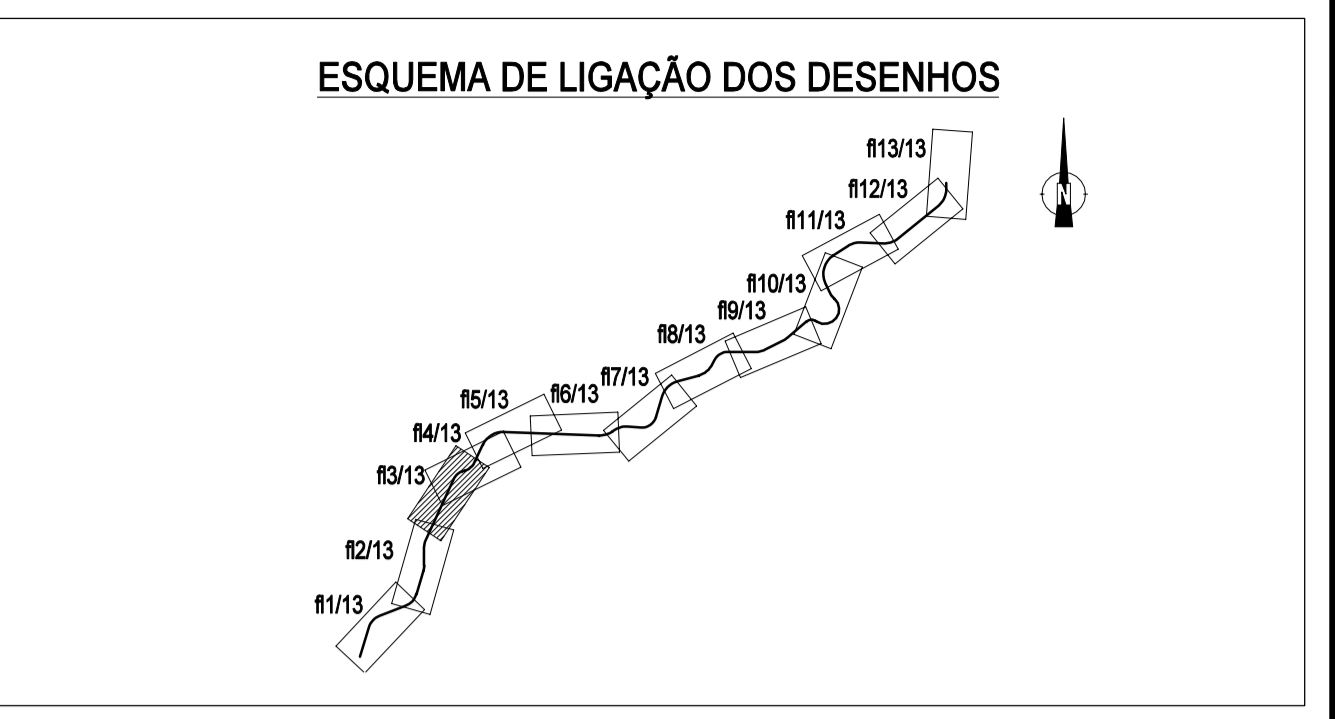 ESQUEMA DE LIGAÇÃO DOS DESENHOS
fl13/13
fl12/13
fl11/13
fl10/13
fl9/13
fl8/13
fl7/13
fl6/13
fl5/13
fl4/13
fl3/13
fl2/13
fl1/13
N